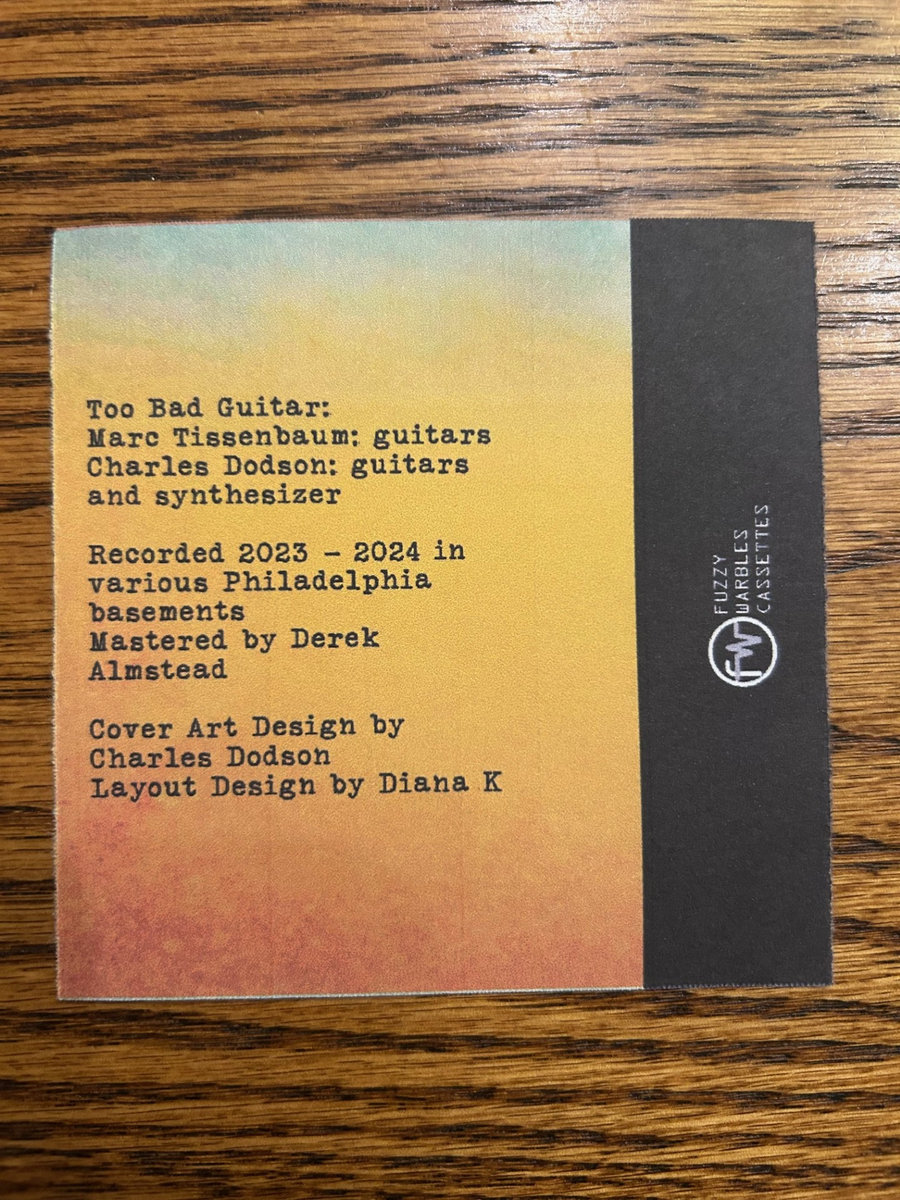 Too Bad Guitar:
Marc Tissenbaum: guitars
Charles Dodson: guitars
and synthesizer
Recorded 2023 - 2024 in
various Philadelphia
basements
Mastered by Derek
Almstead
Cover Art Design by
Charles Dodson
Layout Design by Diana K
fw
FUZZY
WARBLES
CASSETTES